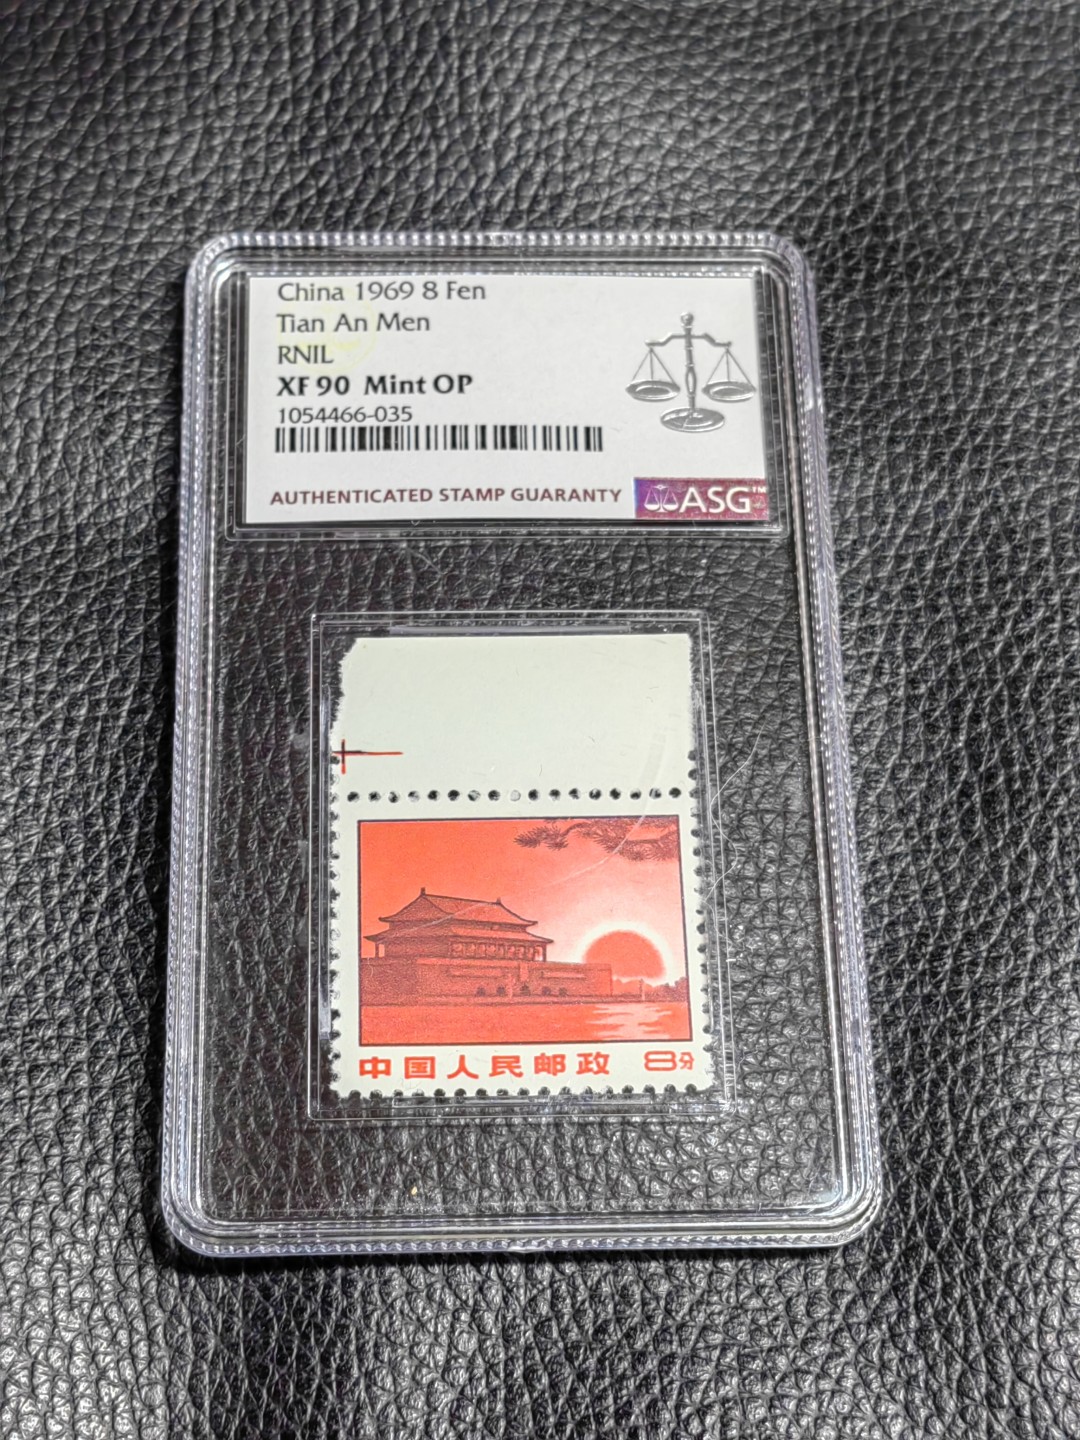 China 1969 8 Fen
Tian An Men
RNIL
XF 90 Mint OP
1054466-035
AUTHENTICATED STAMP GUARANTY
ASG™
中国人民邮政 8分